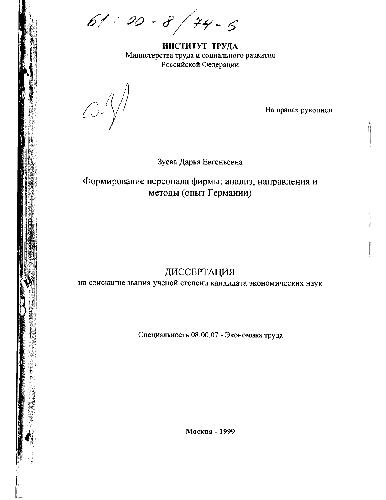 61:00-8/74-6
ИНСТИТУТ ТРУДА
Министерства труда и социального развития
Российской Федерации
На правах рукописи
Зуева Дарья Евгеньевна
Формирование персонала фирмы: анализ, направления и
методы (опыт Германии)
ДИССЕРТАЦИЯ
на соискание звания ученой степени кандидата экономических наук
Специальность 08.00.07 - Экономика труда
Москва - 1999